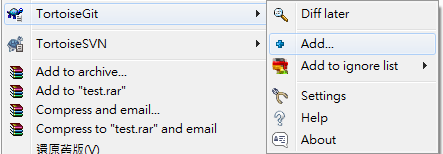 TortoiseGit
TortoiseSVN
Add to archive...
Add to "test.rar"
Compress and email...
Compress to "test.rar" and email
還原舊版(V)
Diff later
Add...
Add to ignore list
Settings
Help
About